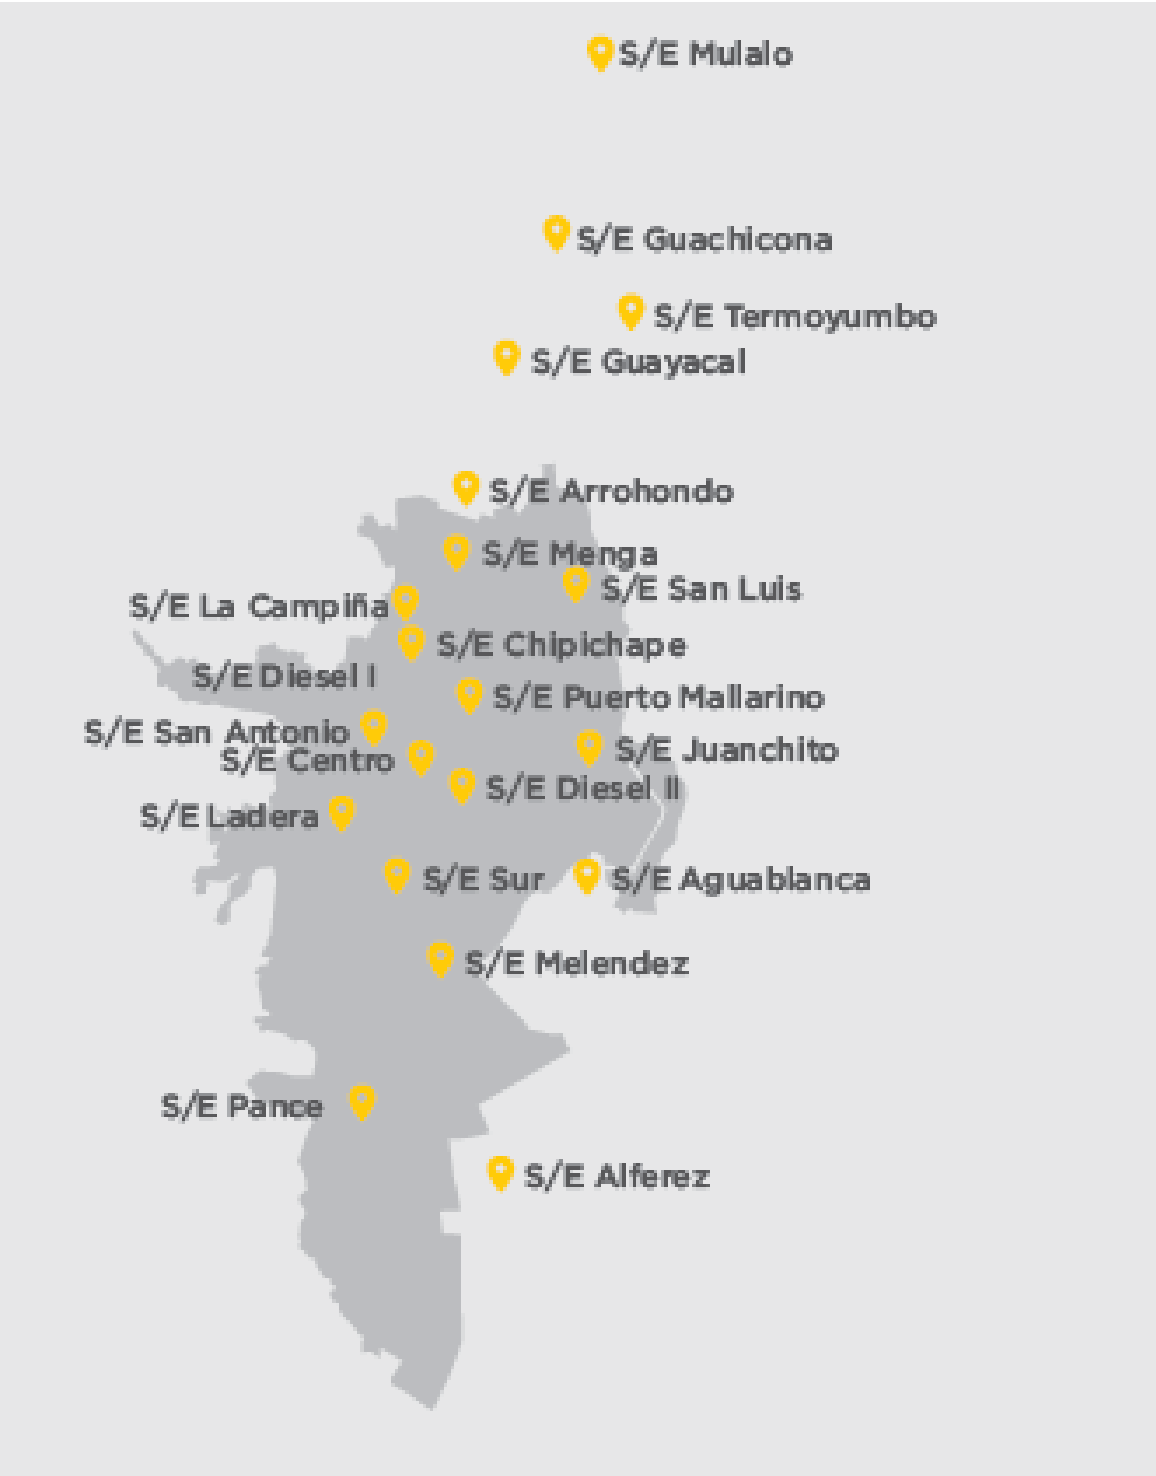 S/E Mulalo
S/E Guachicona
S/E Termoyumbo
S/E Guayacal
S/E Arrohondo
S/E Menga
S/E San Luis
S/E La Campiña
S/E Chipichape
S/E Diesel I
S/E Puerto Mallarino
S/E San Antonio
S/E Juanchito
S/E Centro
S/E Diesel II
S/E Ladera
S/E Sur
S/E Aguablanca
S/E Melendez
S/E Pance
S/E Alferez